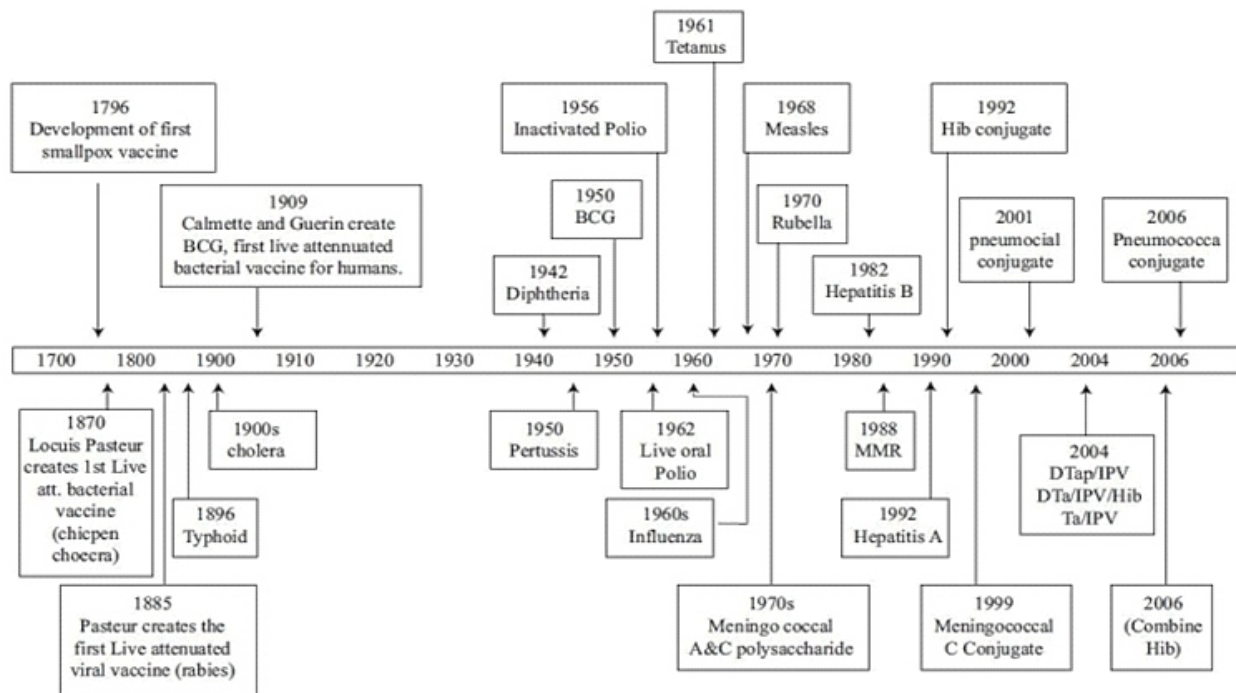 1961
Tetanus
1796
Development of first
smallpox vaccine
1956
Inactivated Polio
1968
Measles
1992
Hib conjugate
1909
Calmette and Guerin create
BCG, first live attennuated
bacterial vaccine for humans.
1950
BCG
1970
Rubella
2001
pneumocial
conjugate
2006
Pneumococca
conjugate
1942
Diphtheria
1982
Hepatitis B
1700 1800 1900 1910 1920 1930 1940 1950 1960 1970 1980 1990 2000 2004 2006
1870
Locuis Pasteur
creates 1st Live
att. bacterial
vaccine
(chicpen
choecra)
1900s
cholera
1950
Pertussis
1962
Live oral
Polio
1988
MMR
2004
DTap/IPV
DTa/IPV/Hib
Ta/IPV
1896
Typhoid
1960s
Influenza
1992
Hepatitis A
1885
Pasteur creates the
first Live attenuated
viral vaccine (rabies)
1970s
Meningo coccal
A&C polysaccharide
1999
Meningococcal
C Conjugate
2006
(Combine
Hib)